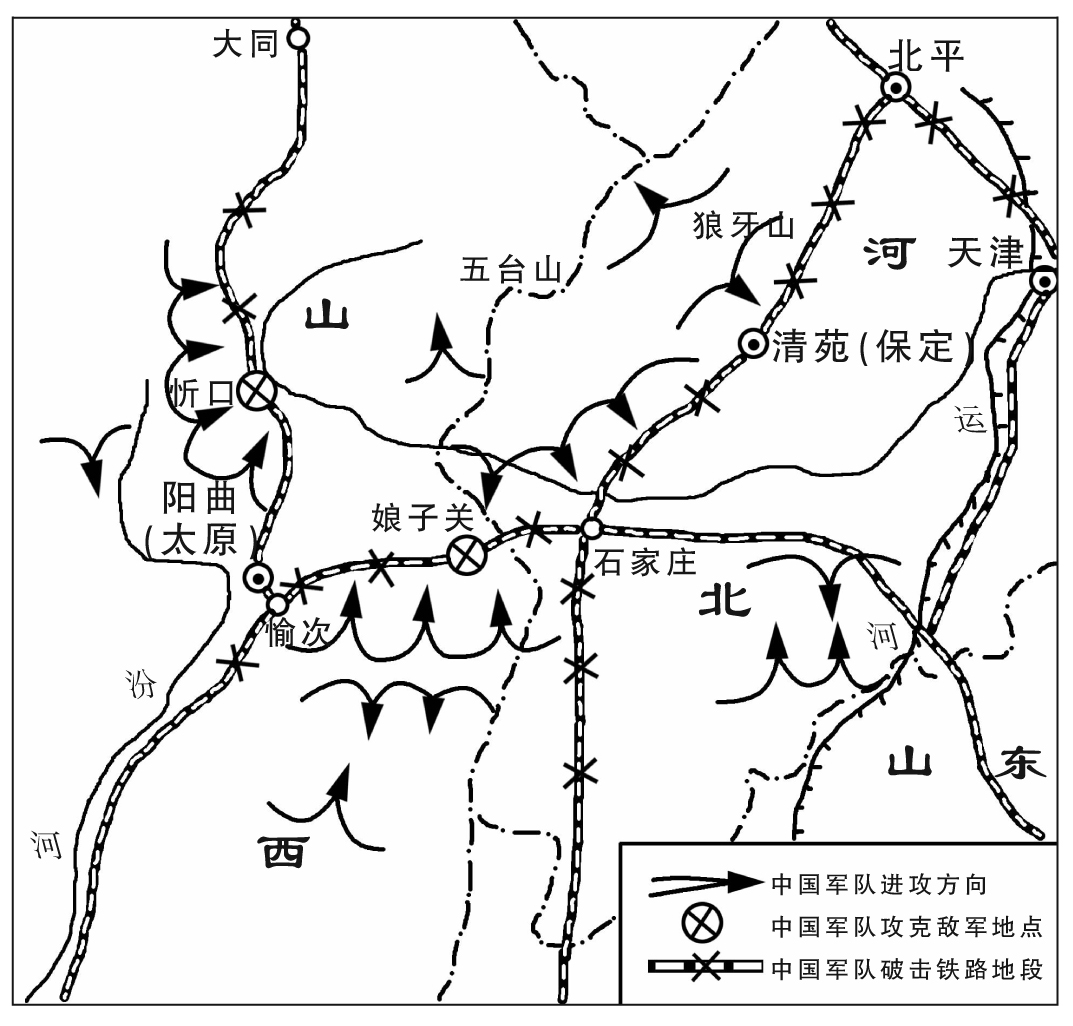 大同
北平
狼牙山
河
天津
五台山
山
清苑(保定)
忻口
运
阳曲
(太原)
娘子关
石家庄
北
愉次
河
汾
山
东
河
西
中国军队进攻方向
中国军队攻克敌军地点
中国军队破击铁路地段